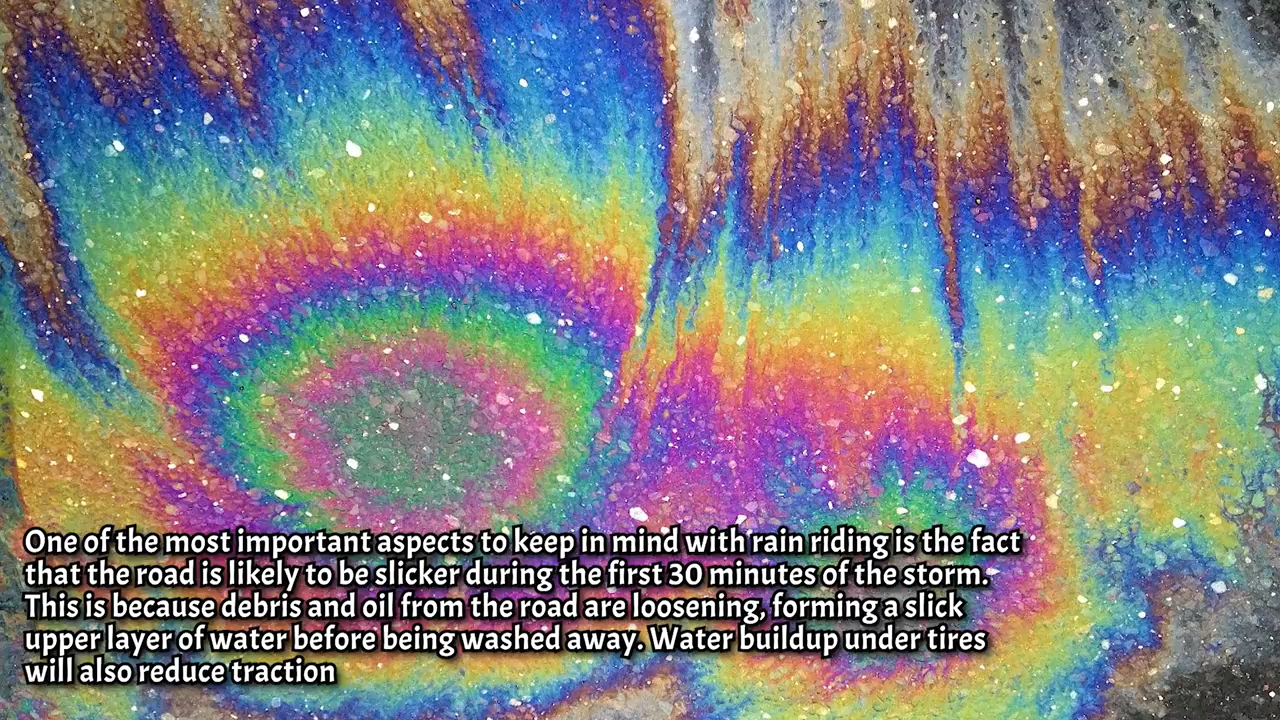 One of the most important aspects to keep in mind with rain riding is the fact
that the road is likely to be slicker during the first 30 minutes of the storm.
This is because debris and oil from the road are loosening, forming a slick
upper layer of water before being washed away. Water buildup under tires
will also reduce traction